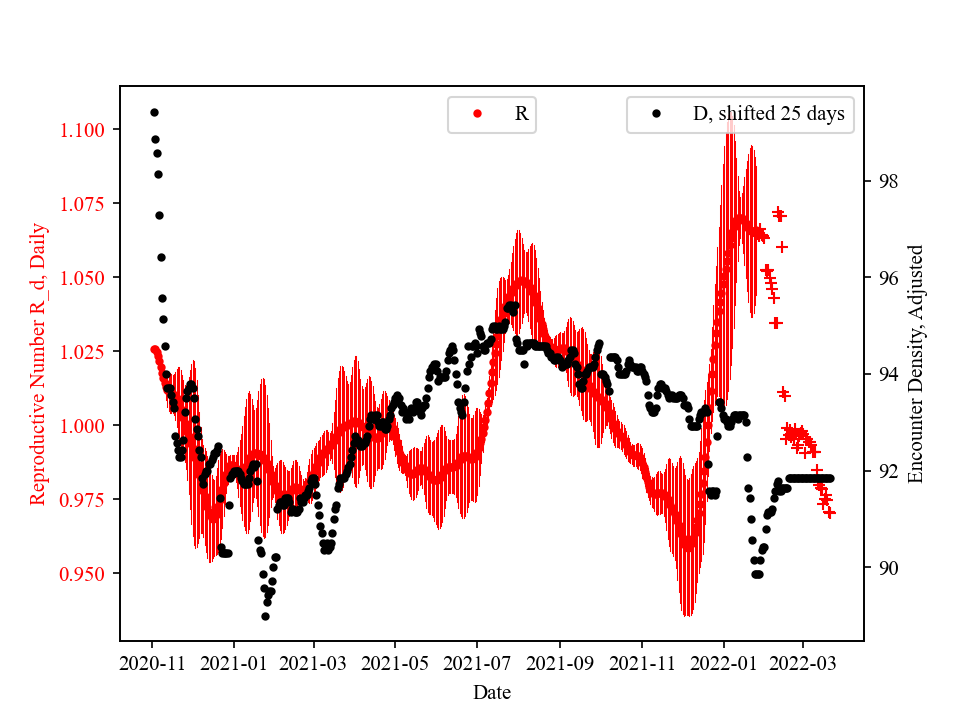 R
D, shifted 25 days
Reproductive Number R_d, Daily
1.100
1.075
1.050
1.025
1.000
0.975
0.950
98
96
94
92
90
Encounter Density, Adjusted
2020-11 2021-01 2021-03 2021-05 2021-07 2021-09 2021-11 2022-01 2022-03
Date